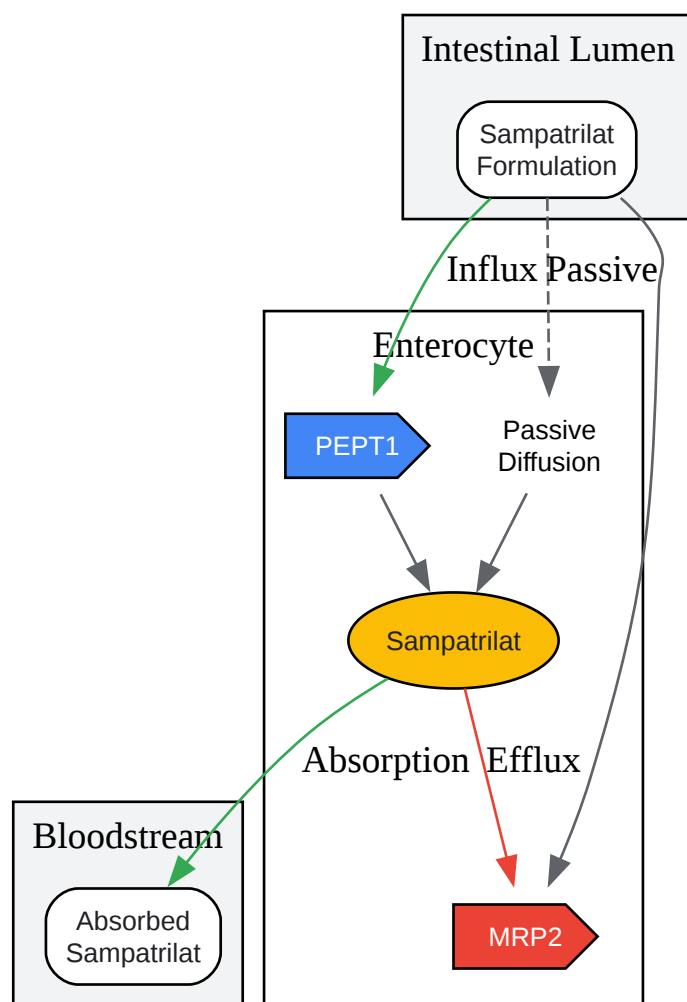 Intestinal Lumen
Sampatrilat
Formulation
Influx Passive
Enterocyte
PEPT1
Passive
Diffusion
Sampatrilat
Absorption Efflux
Bloodstream
Absorbed
Sampatrilat
MRP2